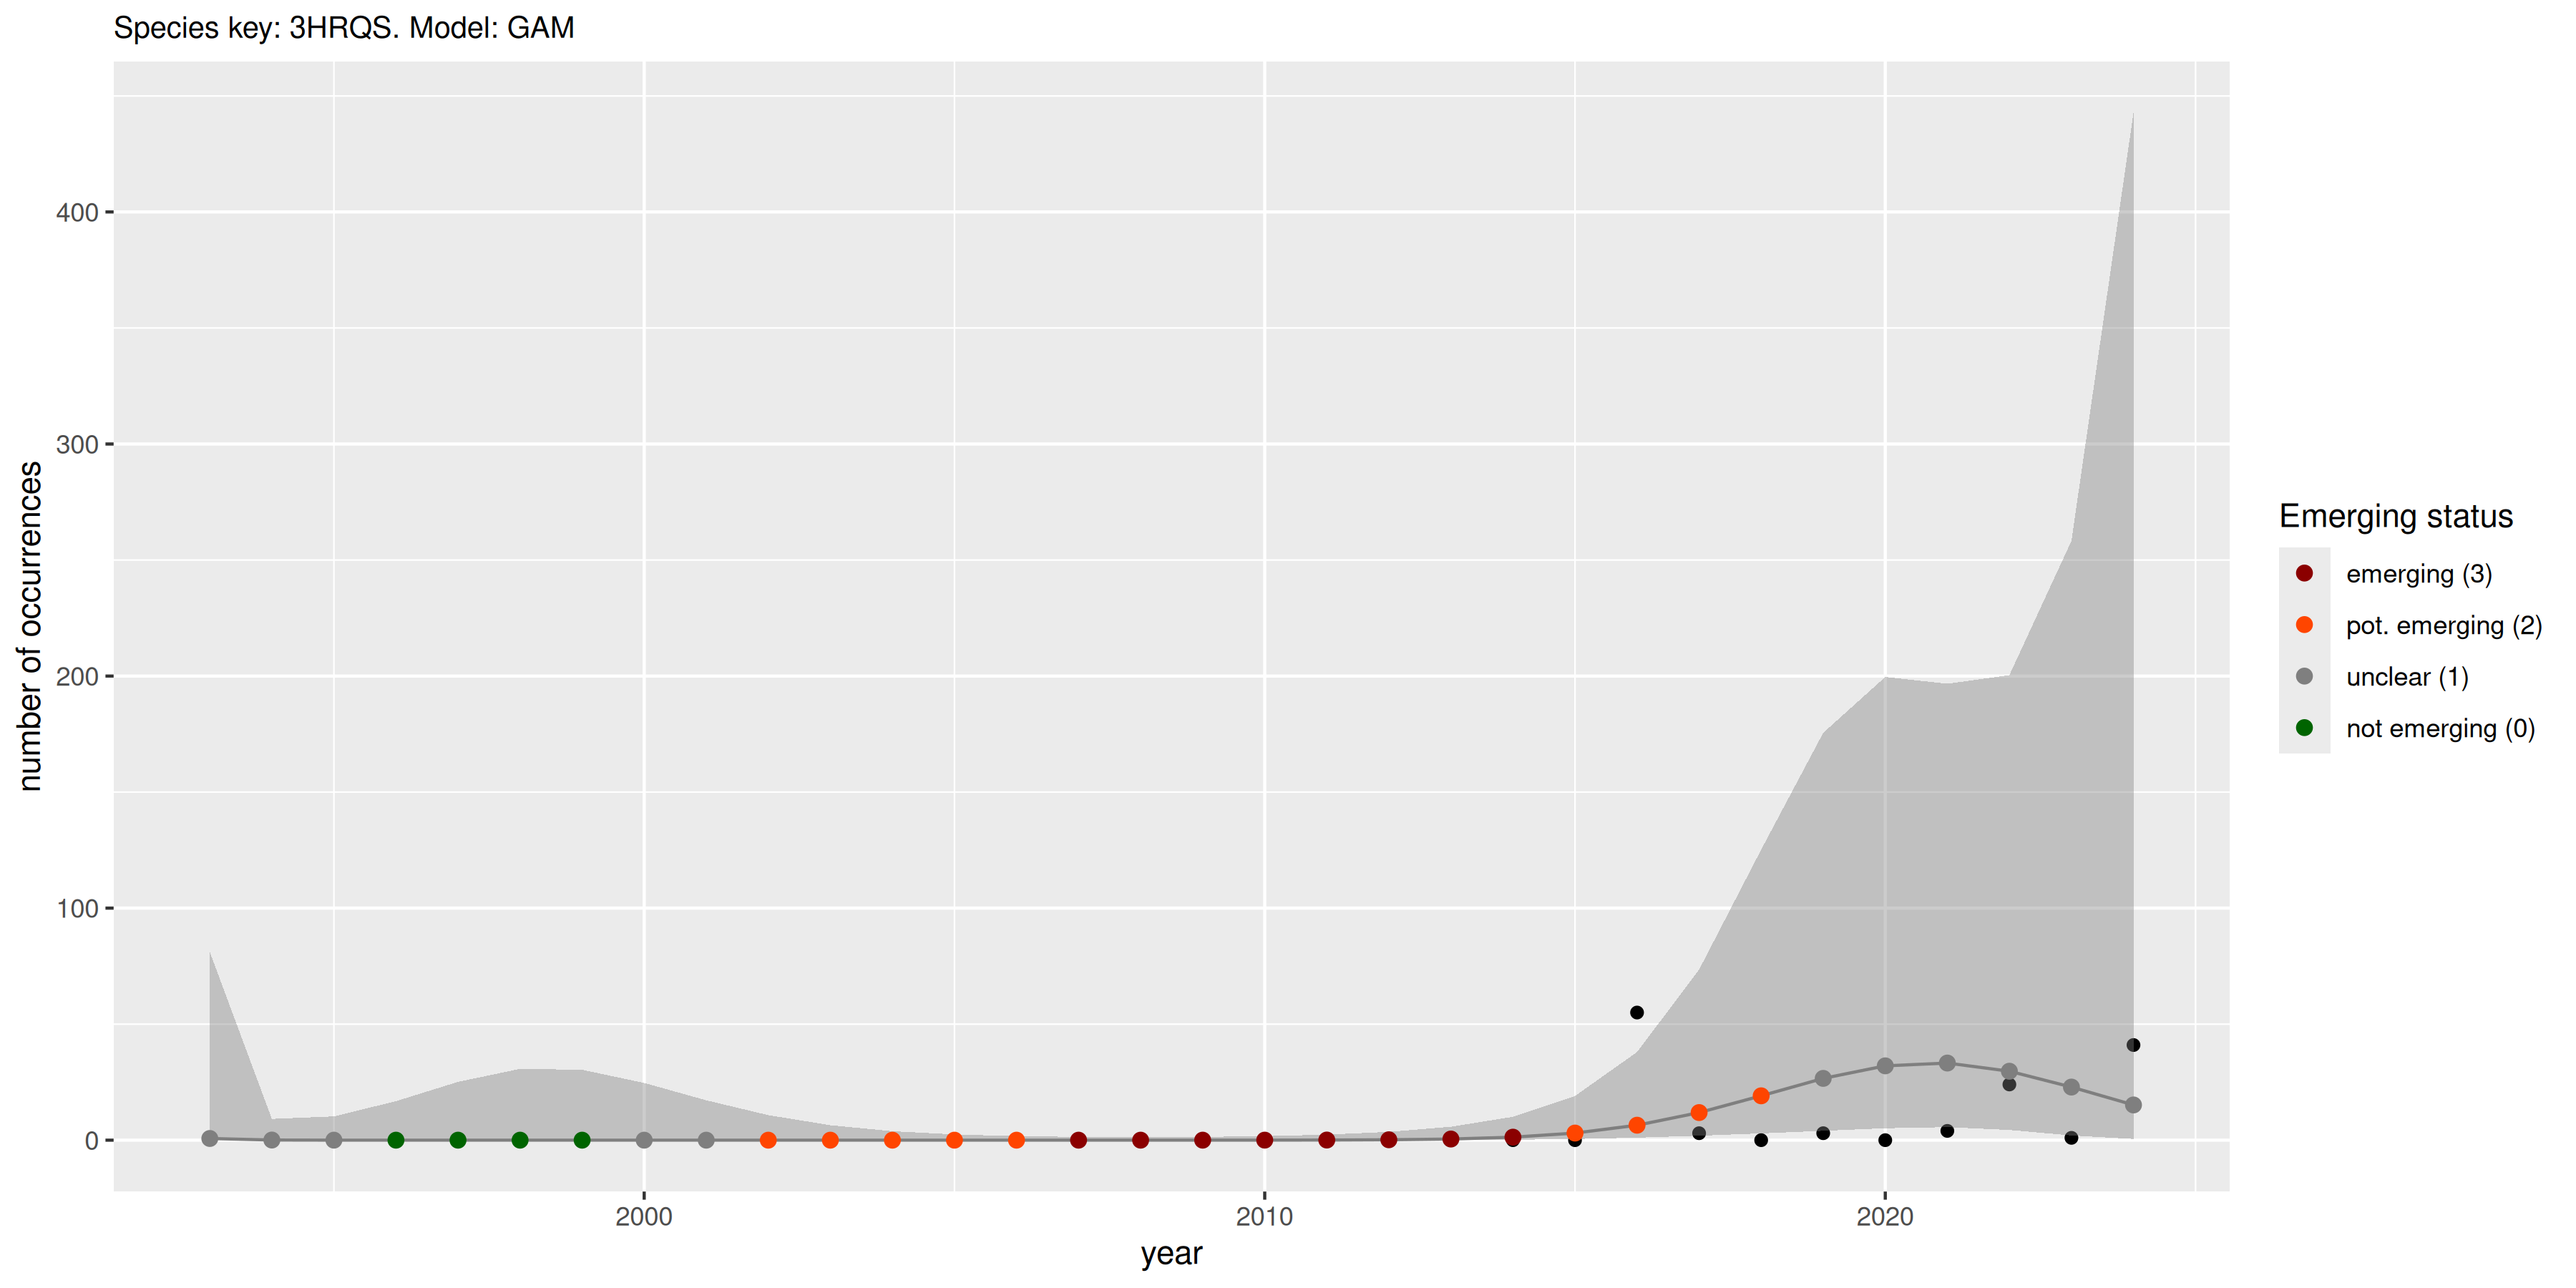 Species key: 3HRQS. Model: GAM
number of occurrences
400
300
200
100
0
2000
2010
2020
year
Emerging status
emerging (3)
pot. emerging (2)
unclear (1)
not emerging (0)